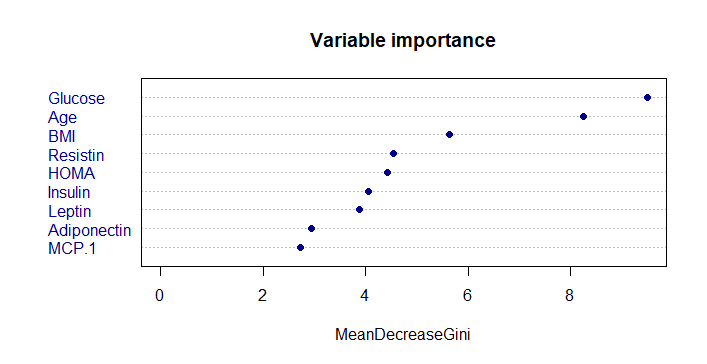 Variable importance
Glucose
Age
BMI
Resistin
HOMA
Insulin
Leptin
Adiponectin
MCP.1
0 2 4 6 8
MeanDecreaseGini